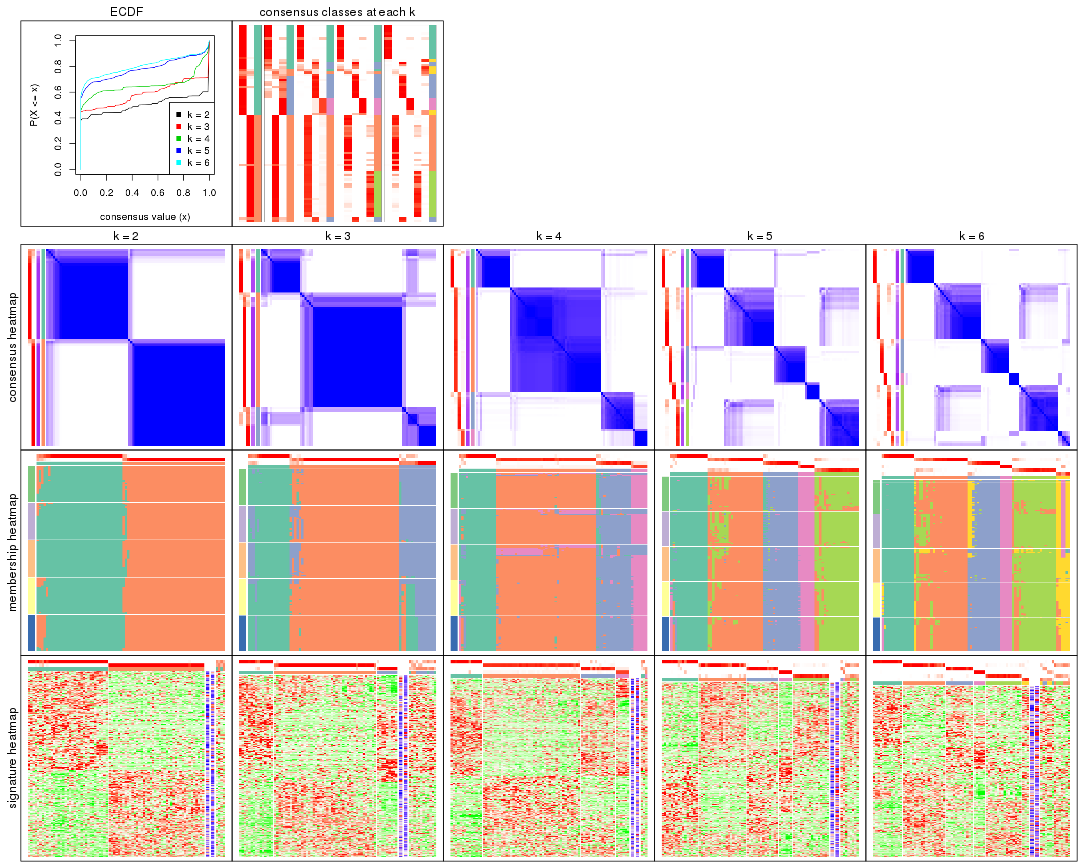 ECDF
consensus classes at each k
P(X <= x)
0.0 0.2 0.4 0.6 0.8 1.0
k = 2
k = 3
k = 4
k = 5
k = 6
0.0 0.2 0.4 0.6 0.8 1.0
consensus value (x)
k = 2 k = 3 k = 4 k = 5 k = 6
consensus heatmap
membership heatmap
signature heatmap